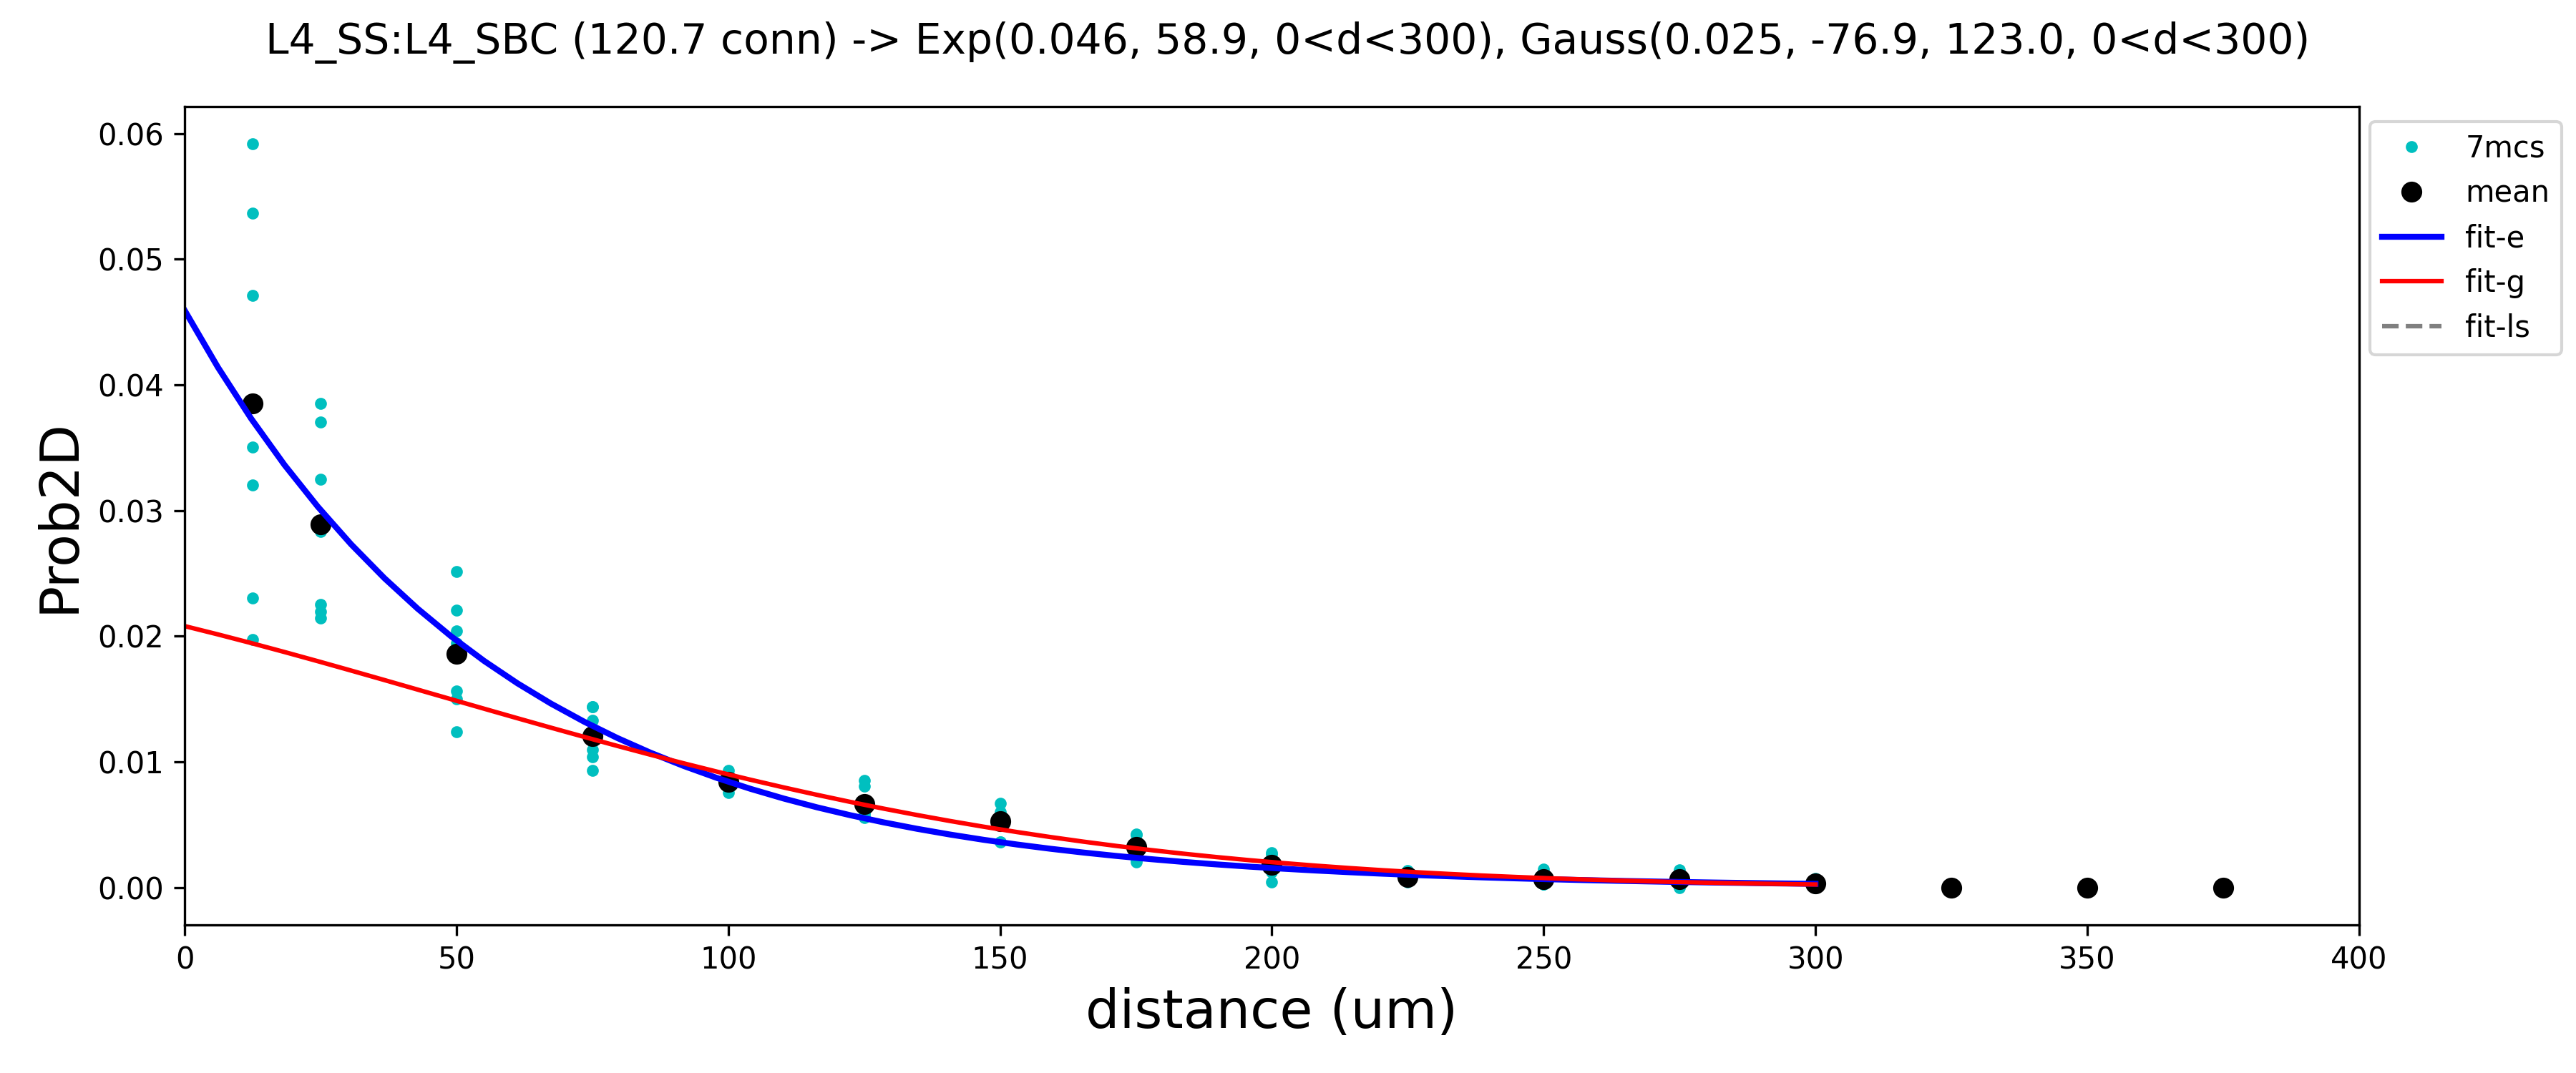 L4_SS:L4_SBC (120.7 conn) -> Exp(0.046, 58.9, 0<d<300), Gauss(0.025, -76.9, 123.0, 0<d<300)
0.06
0.05
0.04
0.03
0.02
0.01
0.00
Prob2D
0 50 100 150 200 250 300 350 400
distance (um)
7mcs
mean
fit-e
fit-g
fit-ls